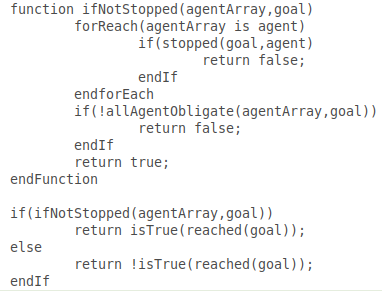 function ifNotStopped(agentArray,goal)
forReach(agentArray is agent)
if(stopped(goal,agent)
return false;
endIf
endforEach
if(!allAgentObligate(agentArray,goal))
return false;
endIf
return true;
endFunction
if(ifNotStopped(agentArray,goal))
return isTrue(reached(goal));
else
return !isTrue(reached(goal));
endIf